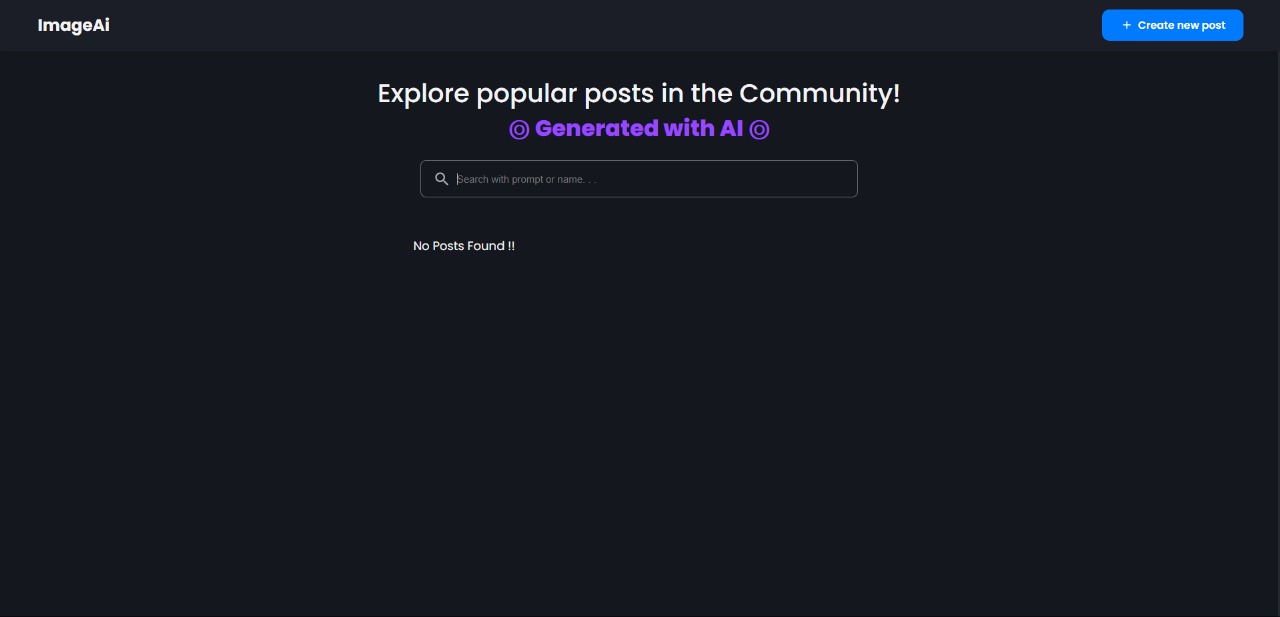 ImageAi
+ Create new post
Explore popular posts in the Community!
◎ Generated with AI ◎
Search with prompt or name. . .
No Posts Found !!